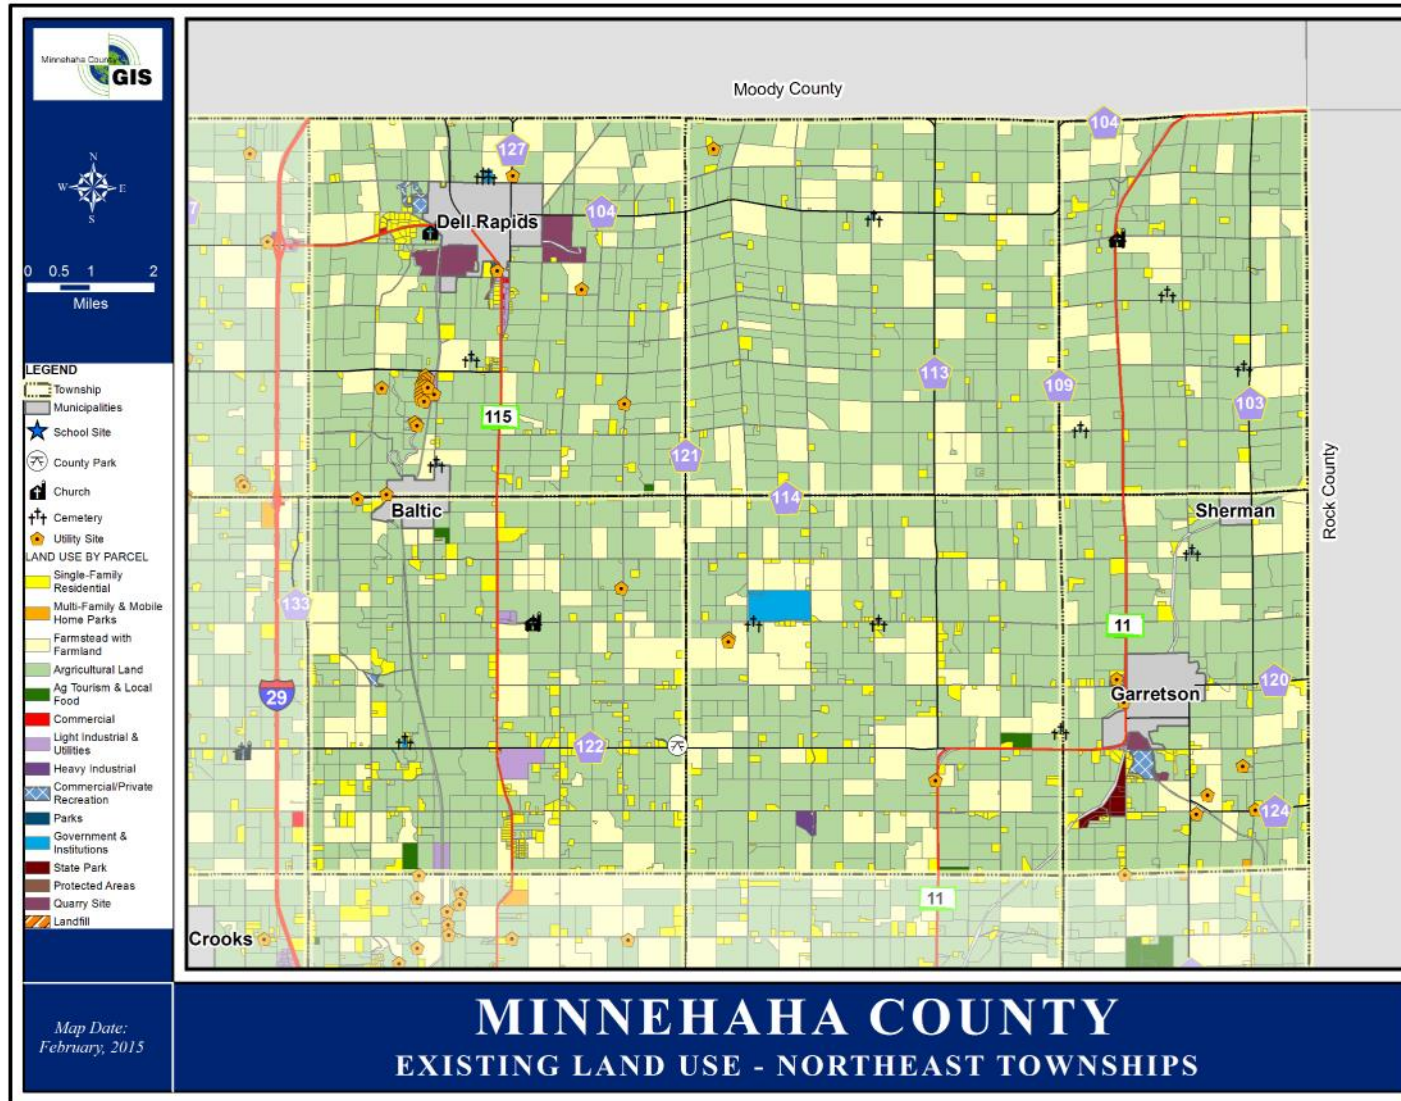 Minnehaha County
GIS
N
W
E
S
0 0.5 1 2
Miles
LEGEND
Township
Municipalities
School Site
County Park
Church
Cemetery
Utility Site
LAND USE BY PARCEL
Single-Family
Residential
Multi-Family & Mobile
Home Parks
Farmstead with
Farmland
Argricultural Land
Ag Tourism & Local
Food
Commercial
Light Industrial &
Utilities
Heavy Industrial
Commercial/Private
Recreation
Parks
Government &
Institutions
State Park
Protected Areas
Quarry Site
Landfill
Map Date:
February, 2015
Moody County
104
127
104
Dell Rapids
113
109
103
115
121
114
Baltic
Sherman
Rock County
133
11
29
Garretson
120
122
124
11
Crooks
MINNEHAHA COUNTY
EXISTING LAND USE - NORTHEAST TOWNSHIPS